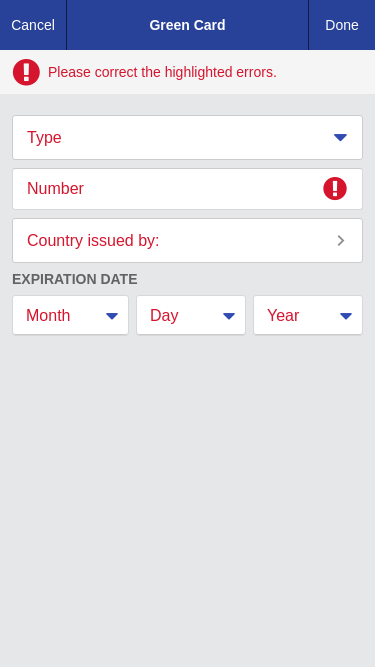 Cancel Green Card Done
Please correct the highlighted errors.
Type
Number
Country issued by:
EXPIRATION DATE
Month Day Year